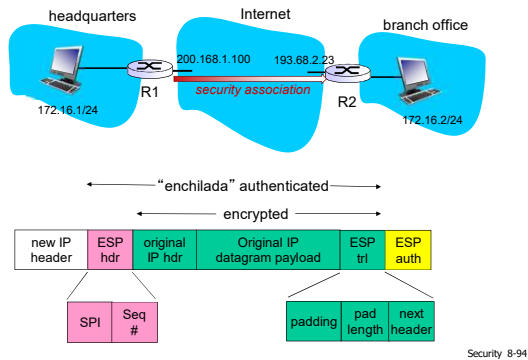 headquarters
Internet
branch office
200.168.1.100
193.68.2.23
security association
R1
R2
172.16.1/24
172.16.2/24
“enchilada” authenticated
encrypted
new IP
header
ESP
hdr
original
IP hdr
Original IP
datagram payload
ESP
trl
ESP
auth
SPI
Seq
#
padding
pad
length
next
header
Security 8-94